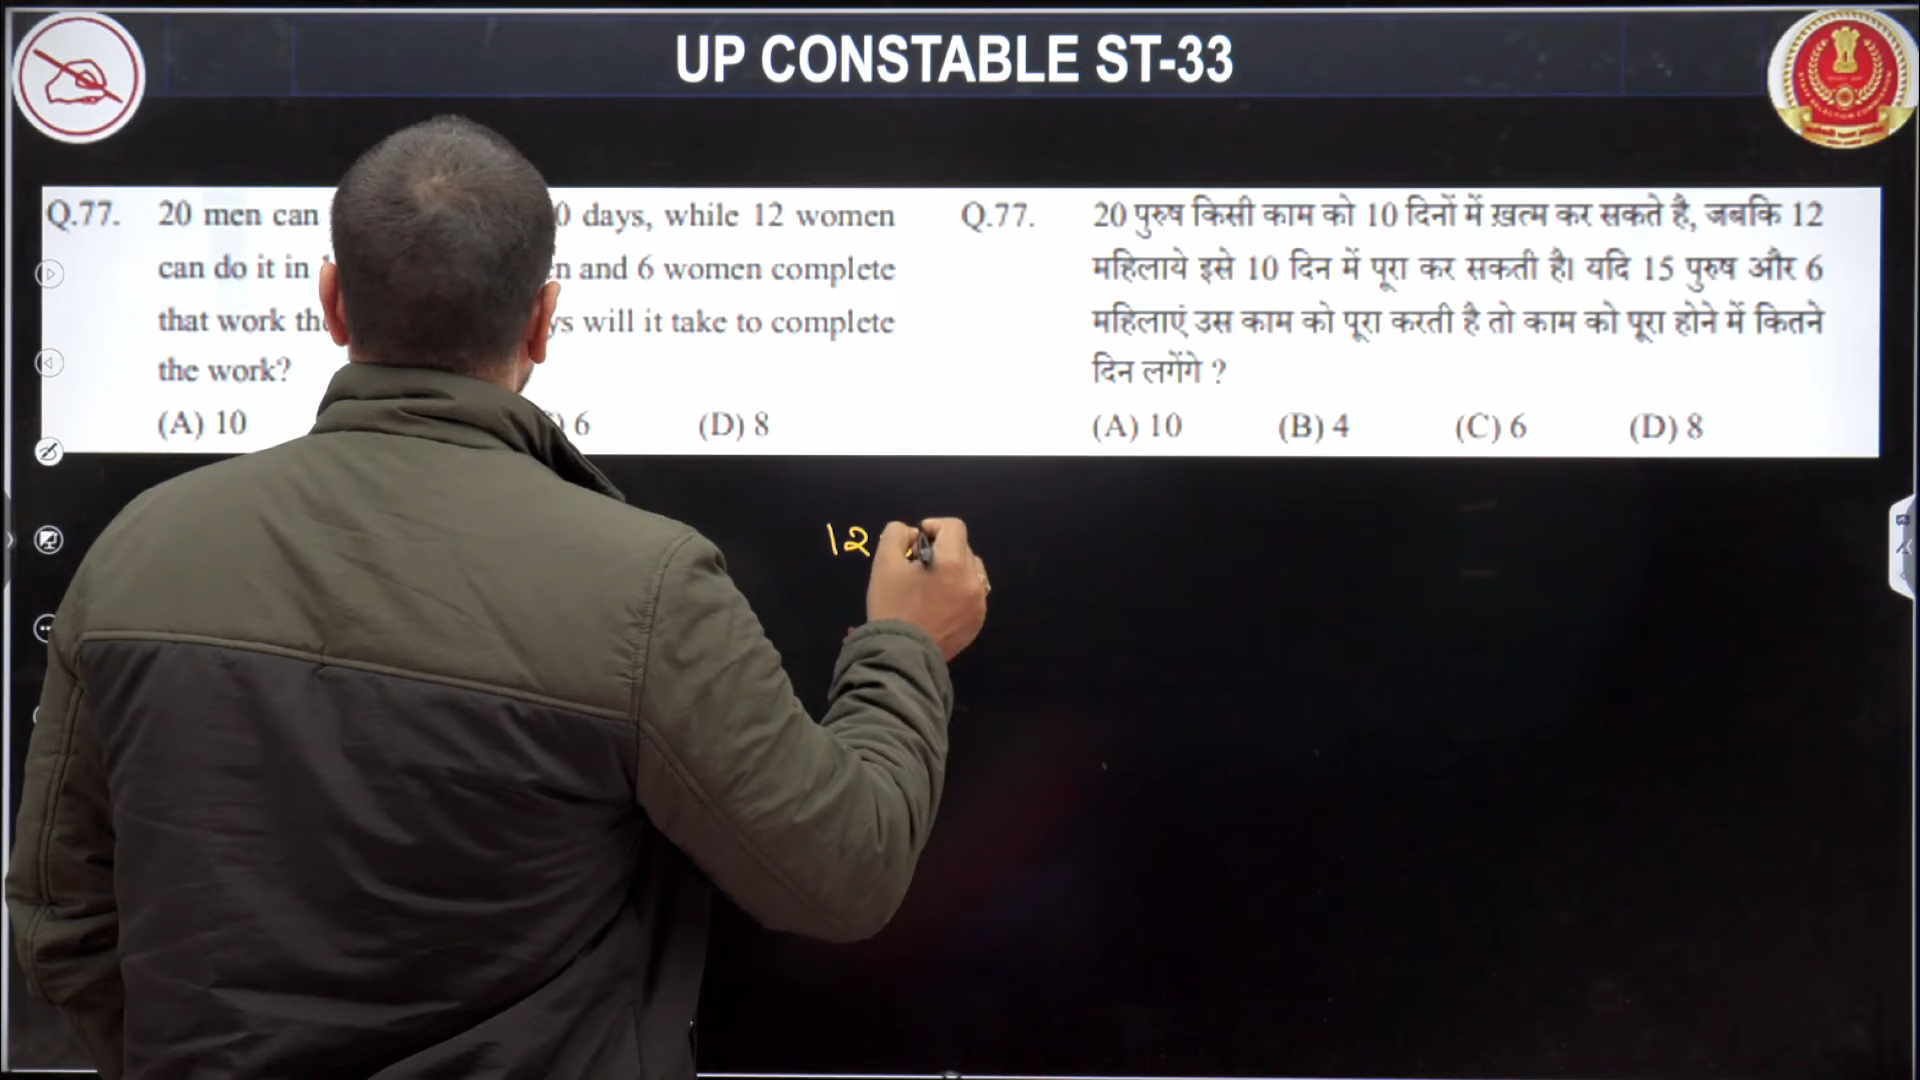 UP CONSTABLE ST-33
Q.77. 20 men can 0 days, while 12 women
can do it in and 6 women complete
that work will it take to complete
the work?
(A) 10 6 (D) 8
Q.77. 20 पुरुष किसी काम को 10 दिनों में ख़त्म कर सकते है, जबकि 12
महिलाये इसे 10 दिन में पूरा कर सकती है। यदि 15 पुरुष और 6
महिलाएं उस काम को पूरा करती है तो काम को पूरा होने में कितने
दिन लगेंगे ?
(A) 10 (B) 4 (C) 6 (D) 8
12